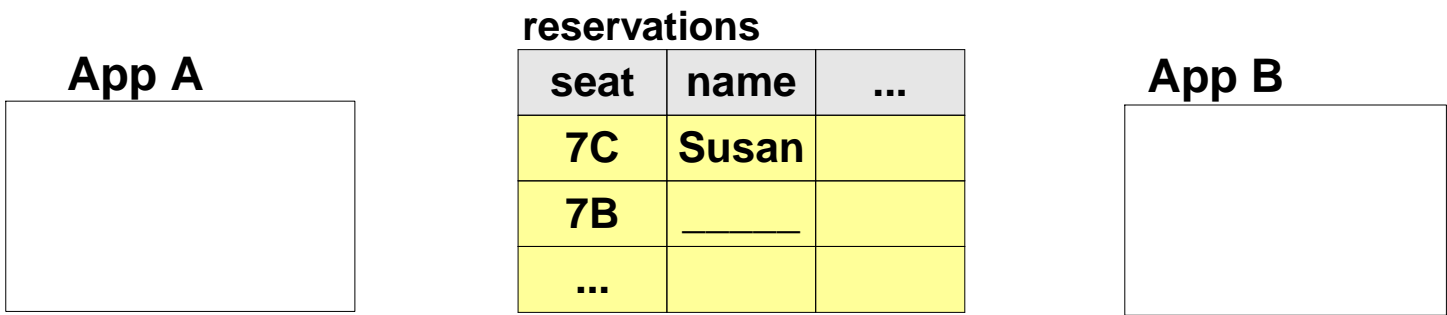 reservations
App A
App B
seat name ...
7C Susan
7B _____
...